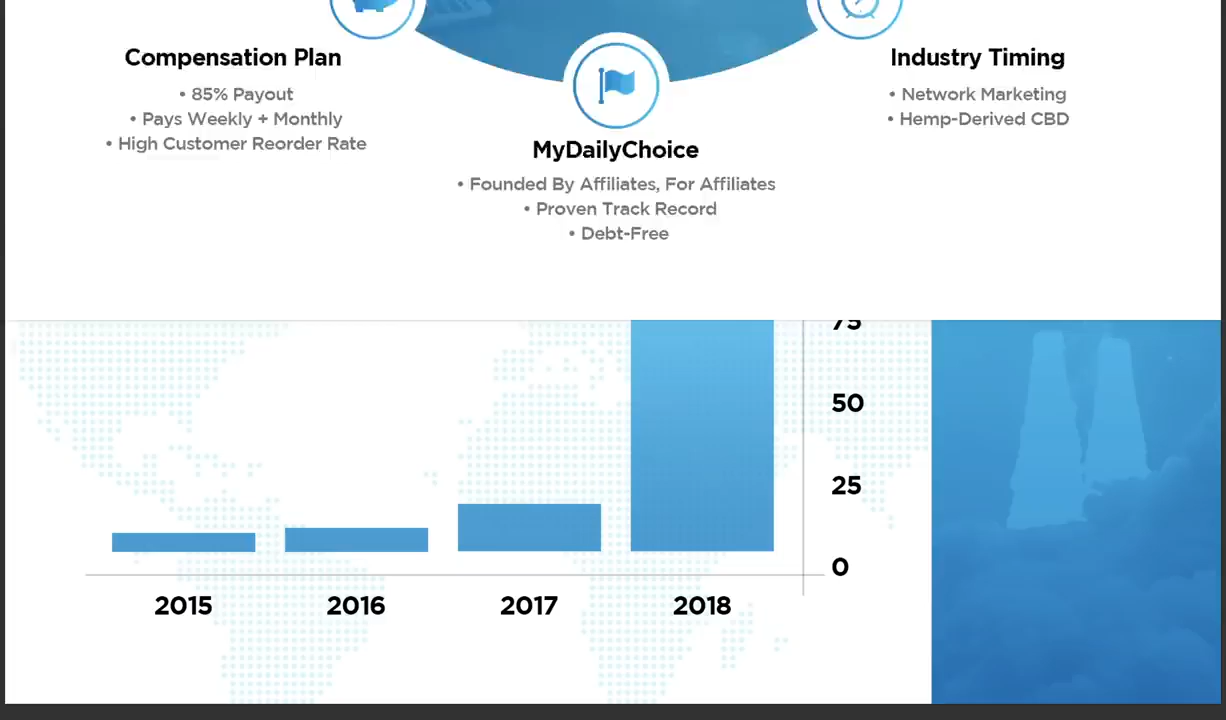 Compensation Plan
• 85% Payout
• Pays Weekly + Monthly
• High Customer Reorder Rate
MyDailyChoice
• Founded By Affiliates, For Affiliates
• Proven Track Record
• Debt-Free
Industry Timing
• Network Marketing
• Hemp-Derived CBD
75
50
25
0
2015 2016 2017 2018